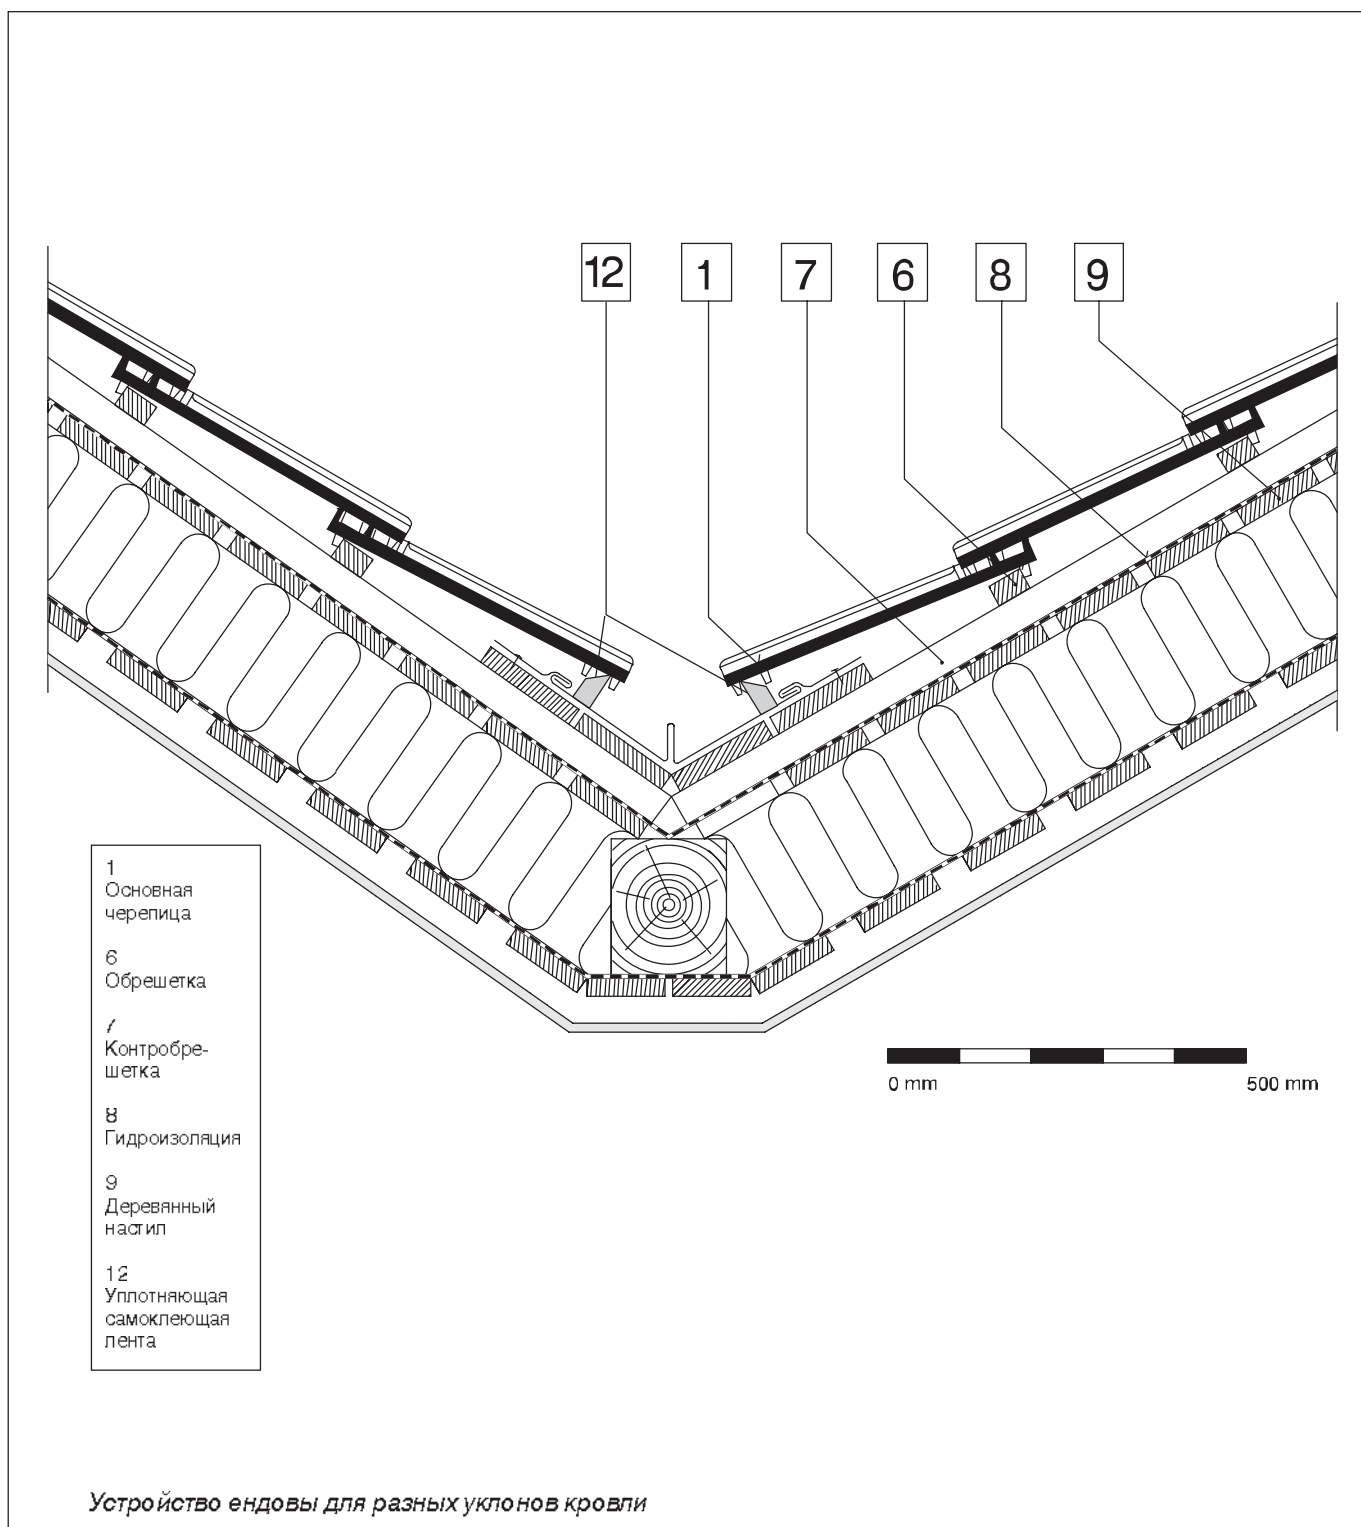 12 1 7 6 8 9
1
Основная
черепица
6
Обрешетка
7
Контробре-
шетка
8
Гидроизоляция
9
Деревянный
настил
12
Уплотняющая
самоклеющая
лента
0 mm 500 mm
Устройство ендовы для разных уклонов кровли